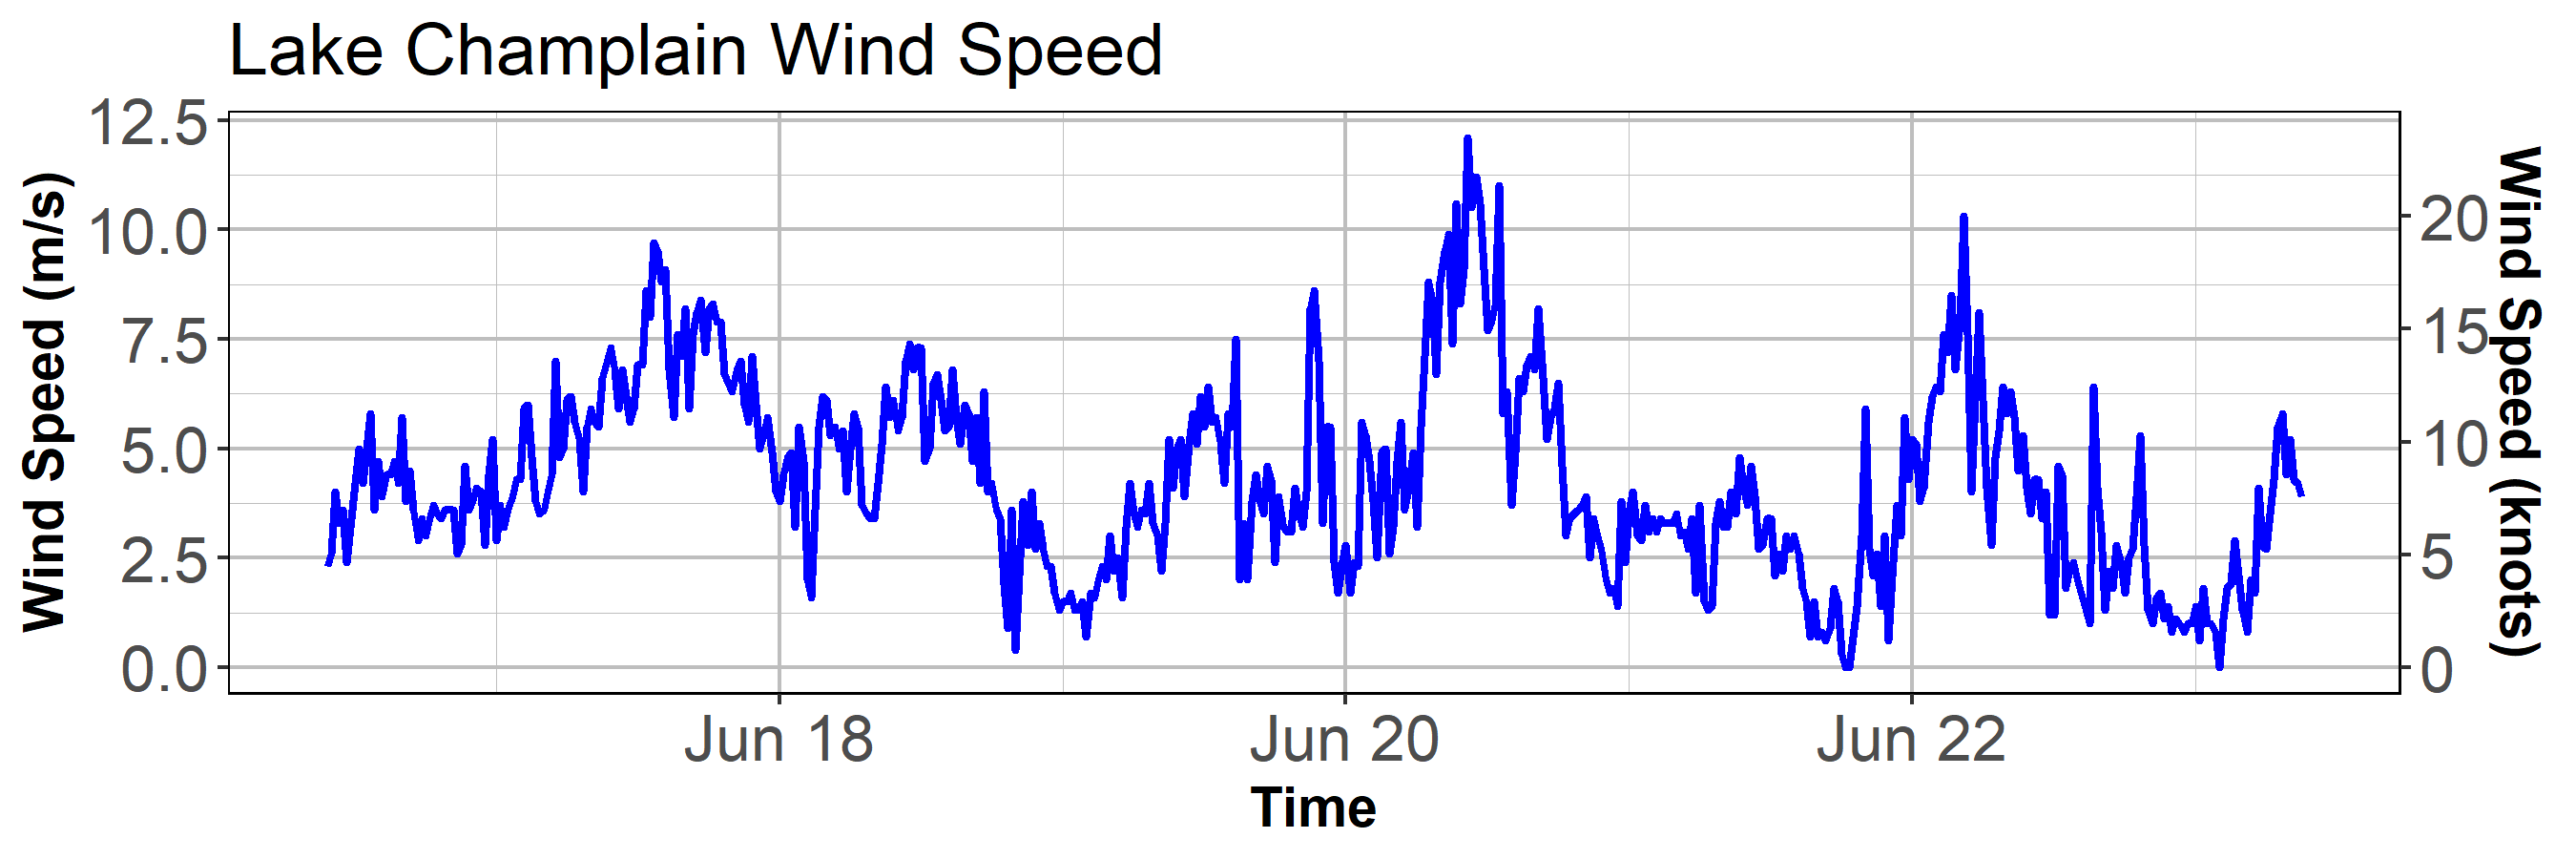 Lake Champlain Wind Speed
12.5
10.0
7.5
5.0
2.5
0.0
Wind Speed (m/s)
20
15
10
5
0
Wind Speed (knots)
Jun 18
Jun 20
Jun 22
Time